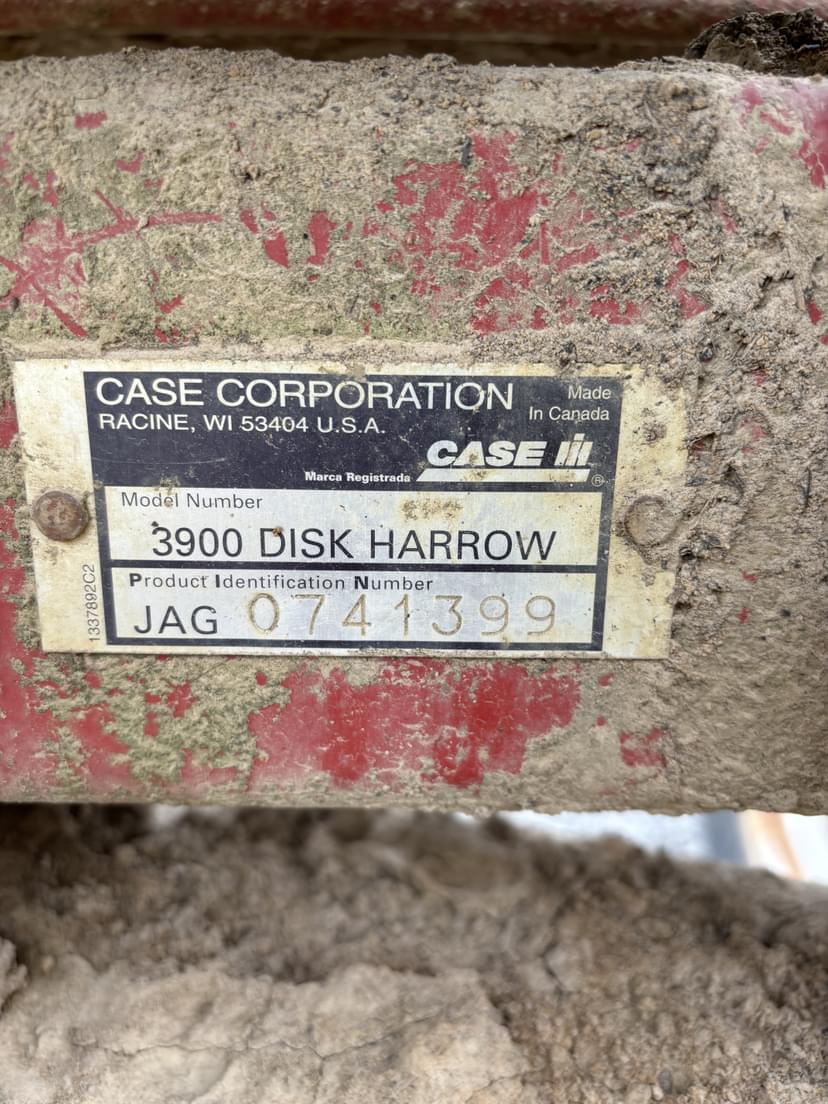 CASE CORPORATION
Made
In Canada
RACINE, WI 53404 U.S.A.
CASE IH
Marca Registrada
®
Model Number
3900 DISK HARROW
Product Identification Number
JAG 0741399
1337892C2